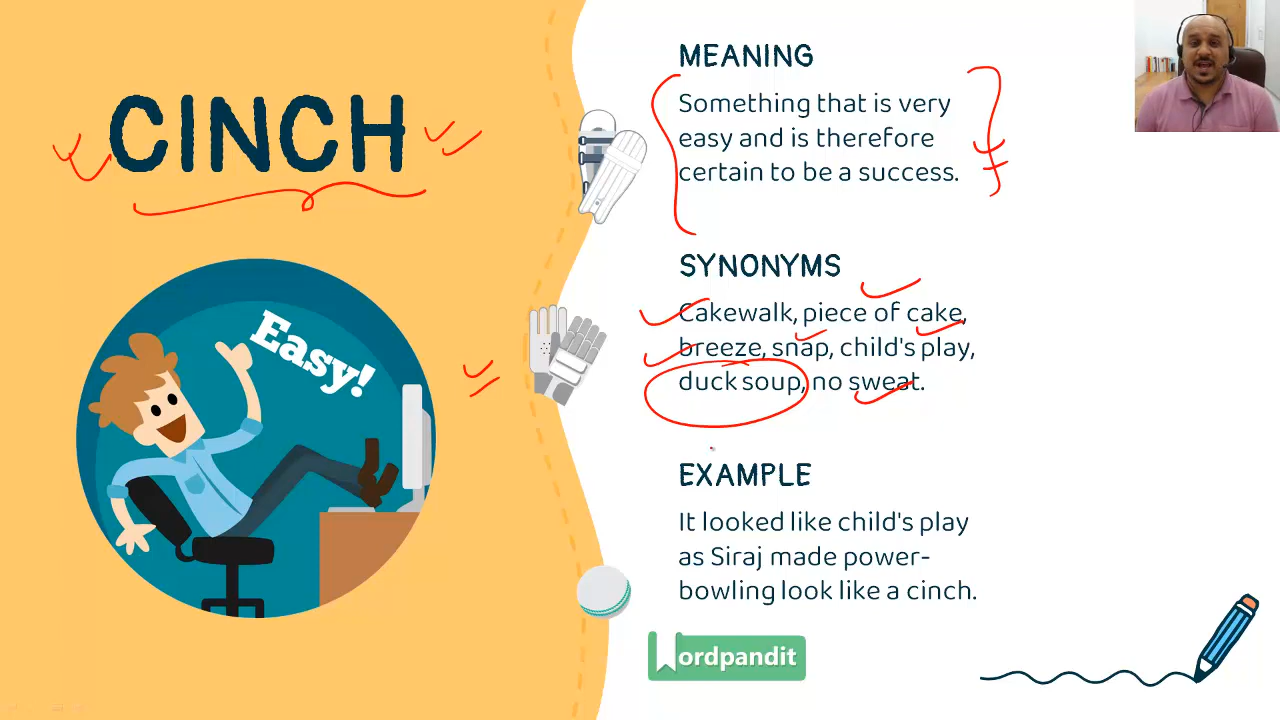 CINCH
Easy!
MEANING
Something that is very
easy and is therefore
certain to be a success.
SYNONYMS
Cakewalk, piece of cake,
breeze, snap, child's play,
duck soup, no sweat.
EXAMPLE
It looked like child's play
as Siraj made power-
bowling look like a cinch.
Wordpandit